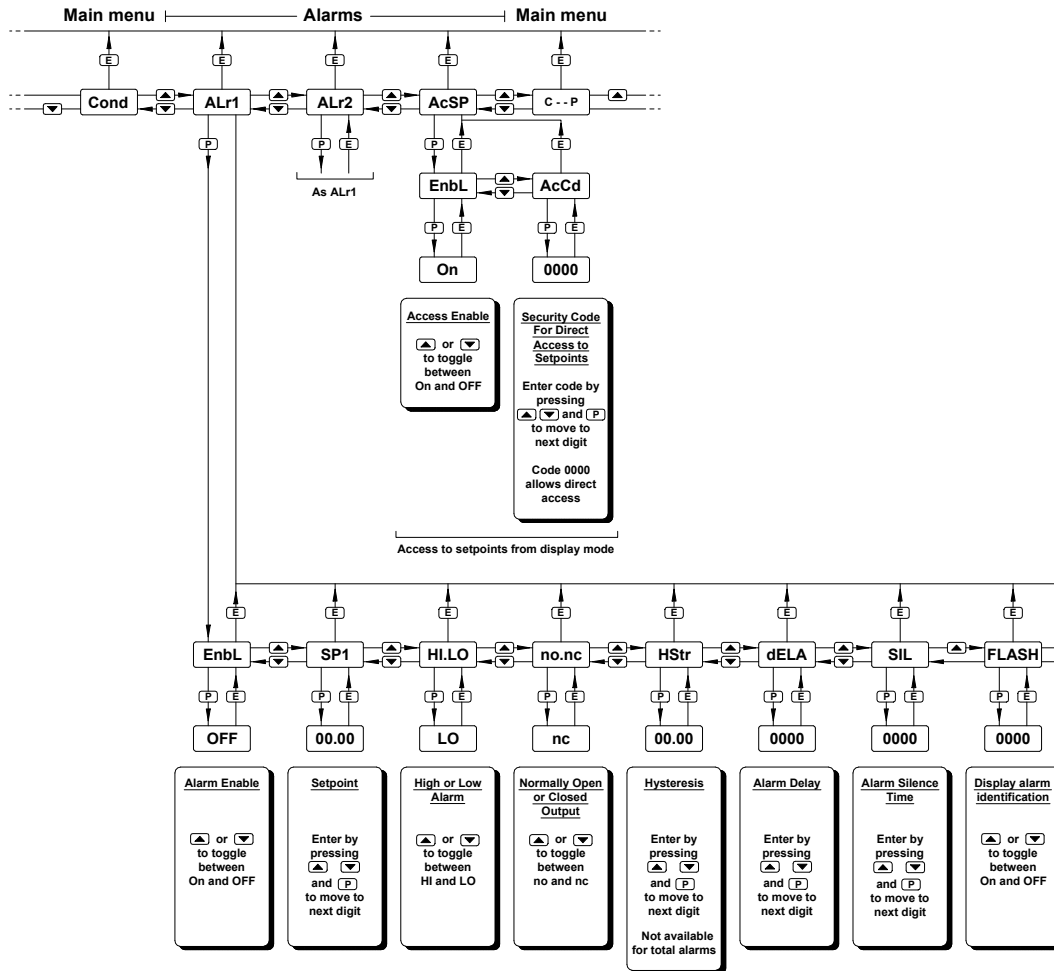 Main menu Alarms Main menu
E E E E E
Cond ALr1 ALr2 AcSP C - - P
P P E P E E
As ALr1
EnbL AcCd
P E P E
On 0000
Access Enable
or
to toggle
between
On and OFF
Security Code
For Direct
Access to
Setpoints
Enter code by
pressing
and P
to move to
next digit
Code 0000
allows direct
access
Access to setpoints from display mode
E E E E E E E E
EnbL SP1 HI.LO no.nc HStr dELA SIL FLASH
P E P E P E P E P E P E P E P E
OFF 00.00 LO nc 00.00 0000 0000 0000
Alarm Enable
or
to toggle
between
On and OFF
Setpoint
Enter by
pressing
and P
to move to
next digit
High or Low
Alarm
or
to toggle
between
HI and LO
Normally Open
or Closed
Output
or
to toggle
between
no and nc
Hysteresis
Enter by
pressing
and P
to move to
next digit
Not available
for total alarms
Alarm Delay
Enter by
pressing
and P
to move to
next digit
Alarm Silence
Time
Enter by
pressing
and P
to move to
next digit
Display alarm
identification
or
to toggle
between
On and OFF